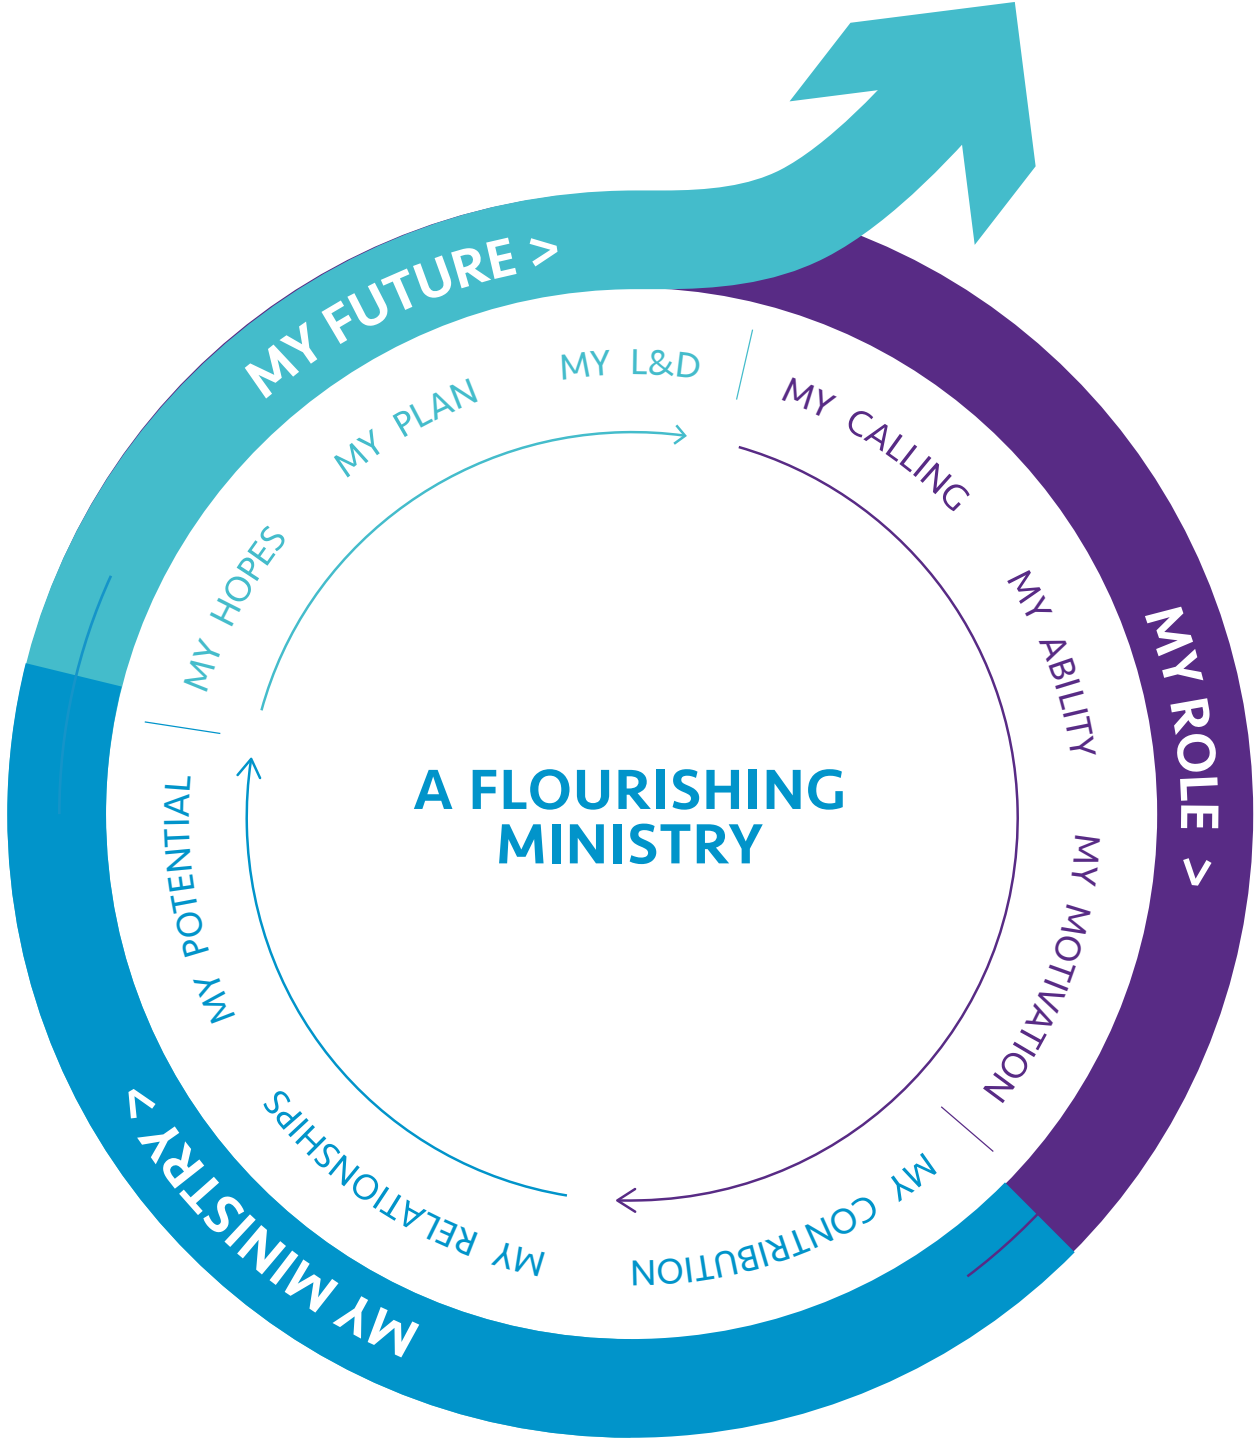 MY FUTURE >
MY ROLE >
MY MINISTRY >
MY CALLING
MY ABILITY
MY MOTIVATION
MY CONTRIBUTION
MY RELATIONSHIPS
MY POTENTIAL
MY HOPES
MY PLAN
MY L&D
A FLOURISHING
MINISTRY